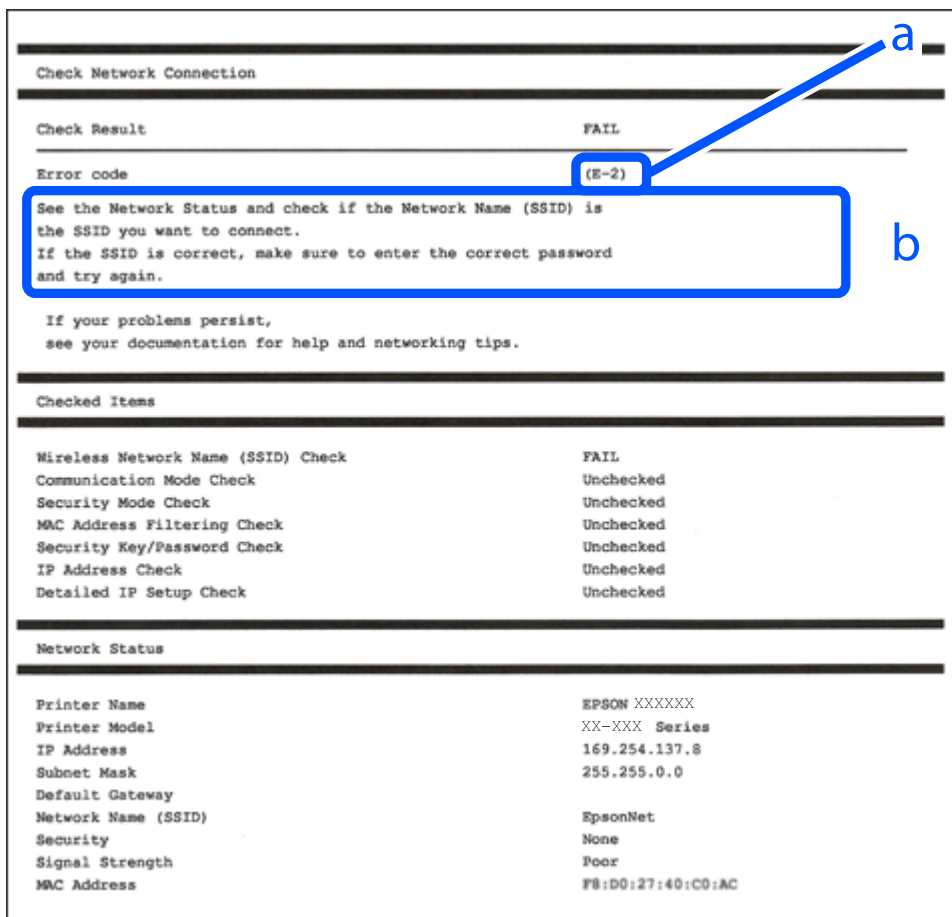 a
Check Network Connection
Check Result FAIL
Error code (E-2)
See the Network Status and check if the Network Name (SSID) is
the SSID you want to connect.
If the SSID is correct, make sure to enter the correct password
and try again.
b
If your problems persist,
see your documentation for help and networking tips.
Checked Items
Wireless Network Name (SSID) Check FAIL
Communication Mode Check Unchecked
Security Mode Check Unchecked
MAC Address Filtering Check Unchecked
Security Key/Password Check Unchecked
IP Address Check Unchecked
Detailed IP Setup Check Unchecked
Network Status
Printer Name EPSON XXXXXX
Printer Model XX-XXX Series
IP Address 169.254.137.8
Subnet Mask 255.255.0.0
Default Gateway
Network Name (SSID) EpsonNet
Security None
Signal Strength Poor
MAC Address F8:D0:27:40:C0:AC